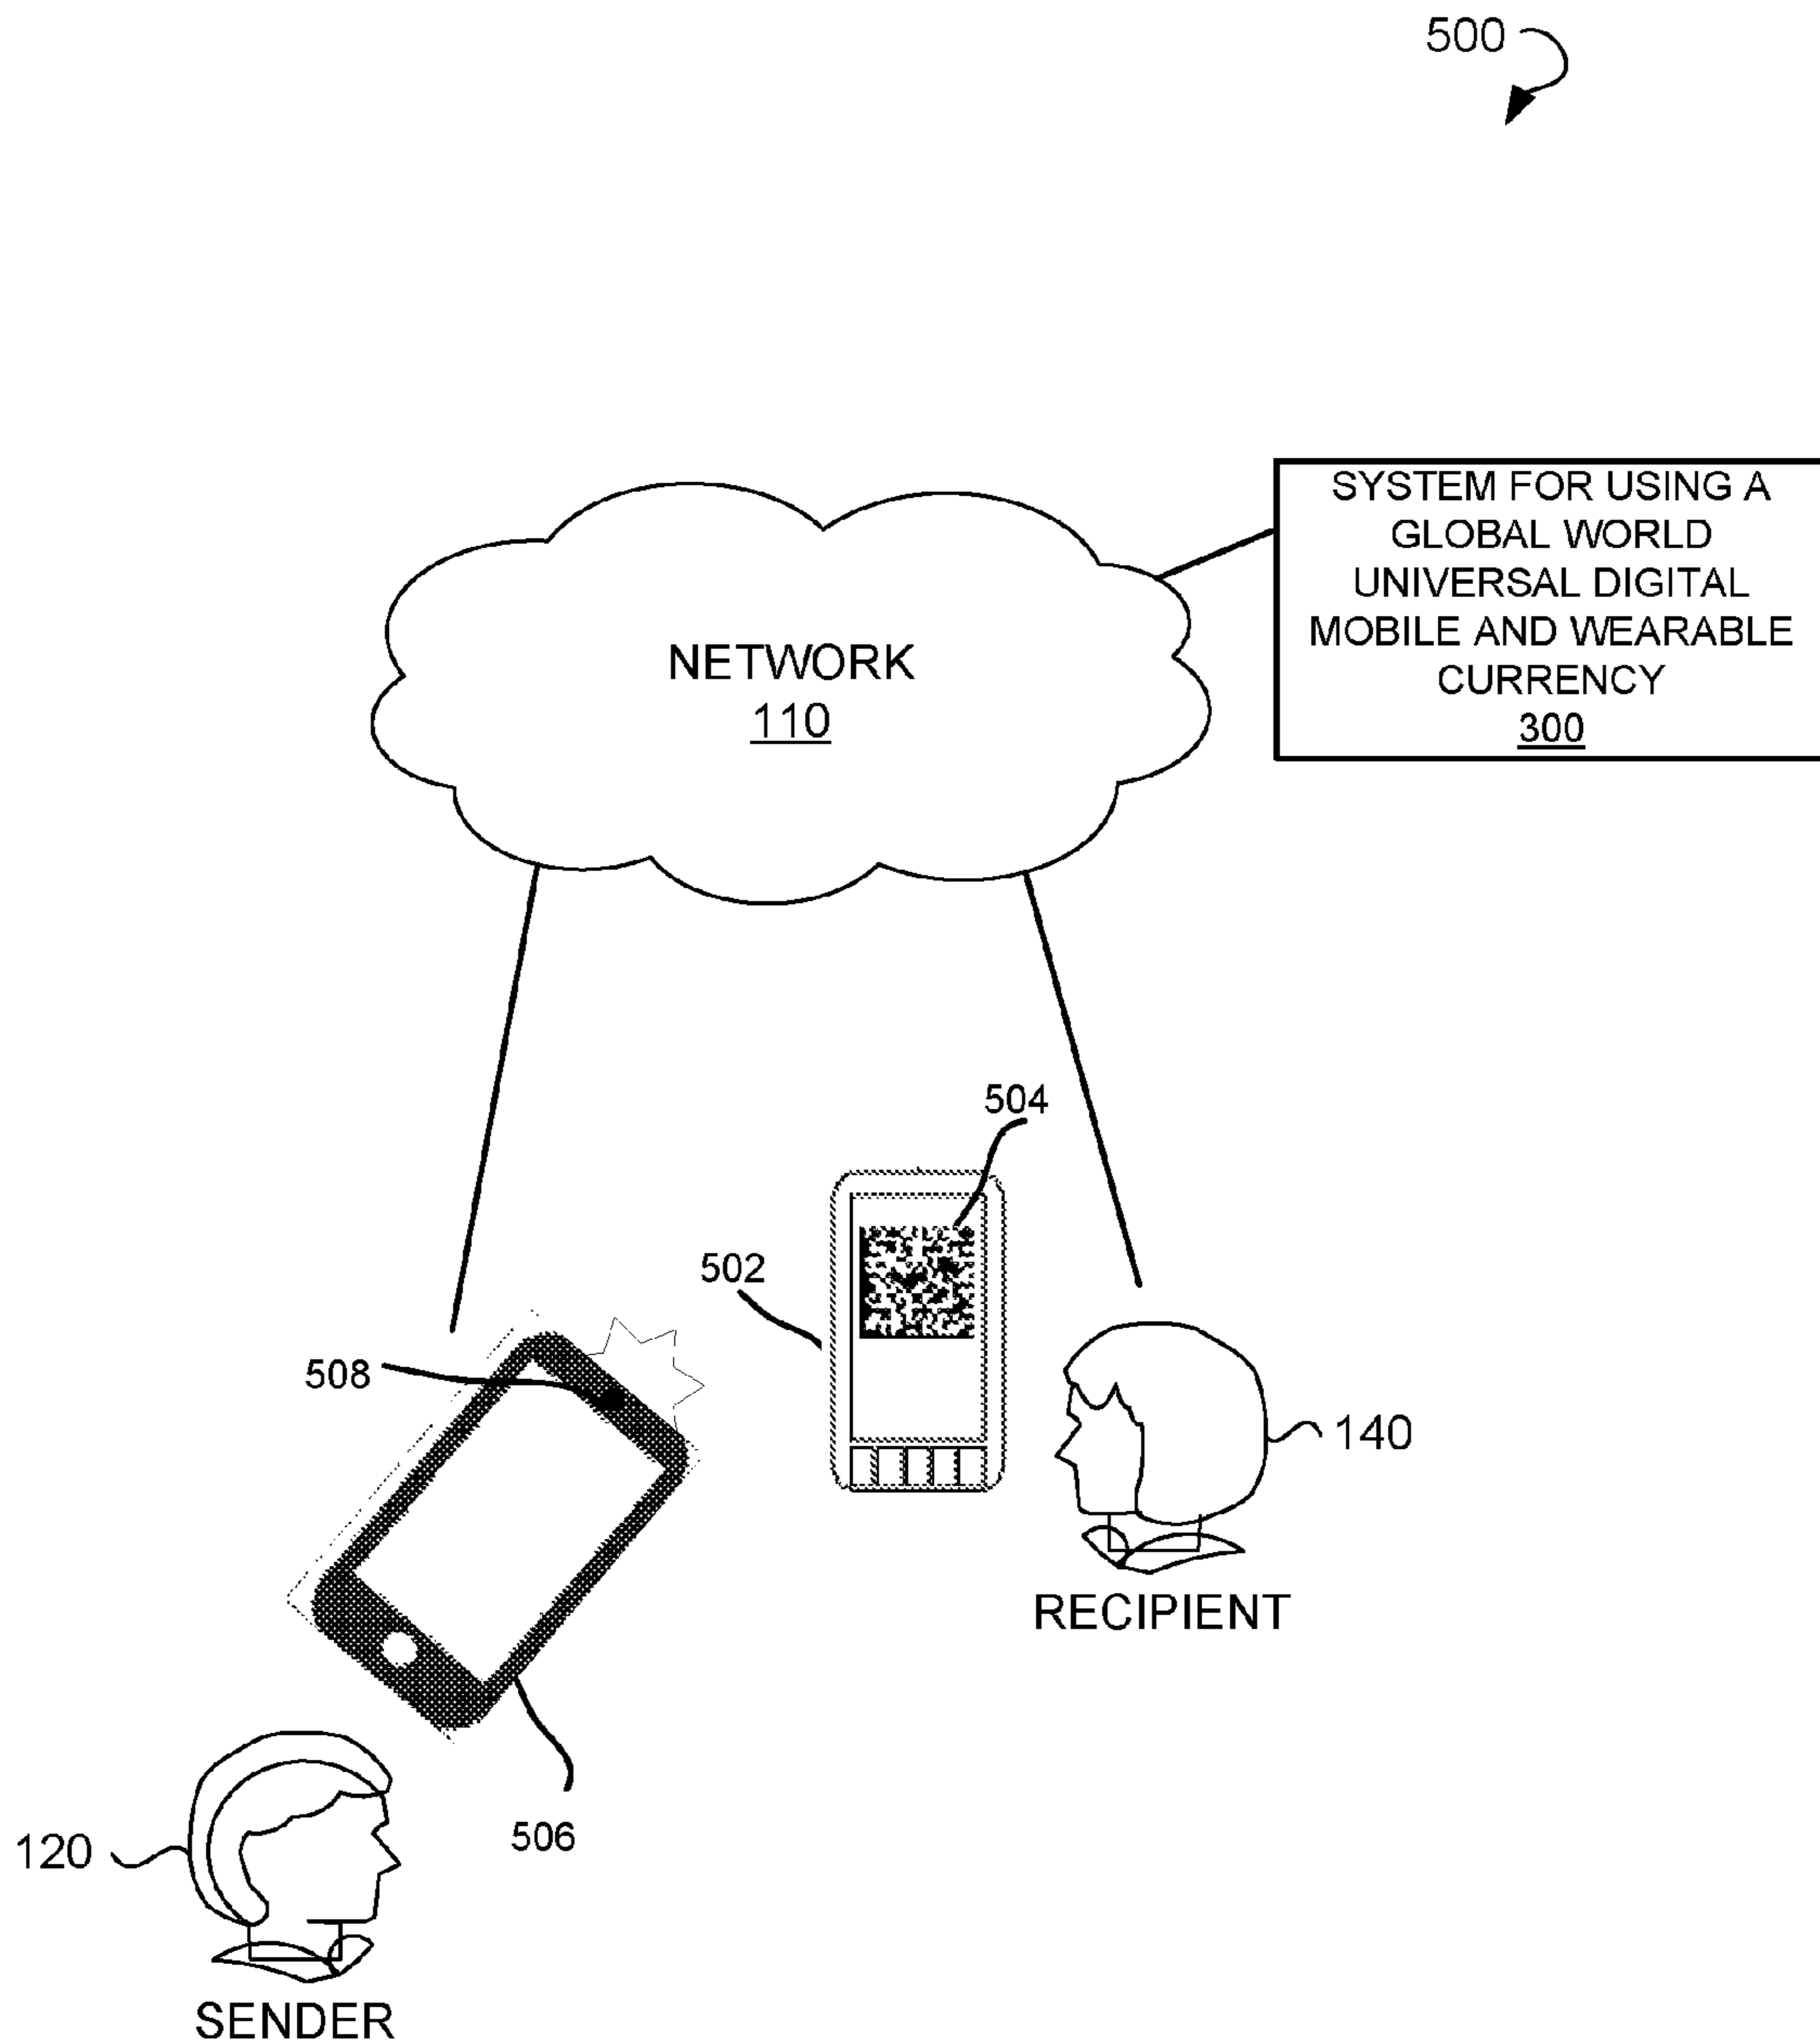 500
SYSTEM FOR USING A
GLOBAL WORLD
UNIVERSAL DIGITAL
MOBILE AND WEARABLE
CURRENCY
300
NETWORK
110
504
502
508
140
RECIPIENT
506
120
SENDER